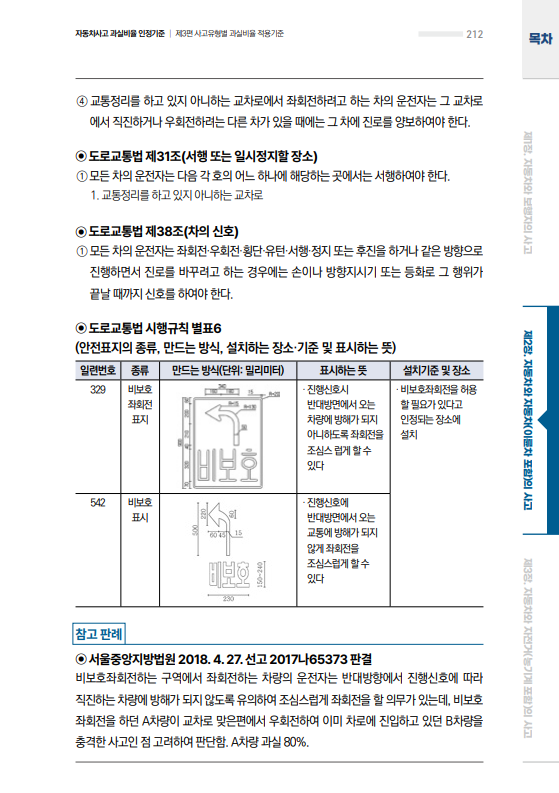 자동차사고 과실비율 인정기준 | 제3편 사고유형별 과실비율 적용기준
212
목차
④ 교통정리를 하고 있지 아니하는 교차로에서 좌회전하려고 하는 차의 운전자는 그 교차로
에서 직진하거나 우회전하려는 다른 차가 있을 때에는 그 차에 진로를 양보하여야 한다.
◉ 도로교통법 제31조(서행 또는 일시정지할 장소)
① 모든 차의 운전자는 다음 각 호의 어느 하나에 해당하는 곳에서는 서행하여야 한다.
1. 교통정리를 하고 있지 아니하는 교차로
◉ 도로교통법 제38조(차의 신호)
① 모든 차의 운전자는 좌회전·우회전·횡단·유턴·서행·정지 또는 후진을 하거나 같은 방향으로
진행하면서 진로를 바꾸려고 하는 경우에는 손이나 방향지시기 또는 등화로 그 행위가
끝날 때까지 신호를 하여야 한다.
◉ 도로교통법 시행규칙 별표6
(안전표지의 종류, 만드는 방식, 설치하는 장소·기준 및 표시하는 뜻)
일련번호 종류 만드는 방식(단위: 밀리미터) 표시하는 뜻 설치기준 및 장소
329
비보호
좌회전
표지
비보호
· 진행신호시
반대방면에서 오는
차량에 방해가 되지
아니하도록 좌회전을
조심스 럽게 할 수
있다
· 비보호좌회전을 허용
할 필요가 있다고
인정되는 장소에
설치
542
비보호
표시
220
60
500
60 45 15
비보호
150~240
230
· 진행신호에
반대방면에서 오는
교통에 방해가 되지
않게 좌회전을
조심스럽게 할 수
있다
참고 판례
◉ 서울중앙지방법원 2018. 4. 27. 선고 2017나65373 판결
비보호좌회전하는 구역에서 좌회전하는 차량의 운전자는 반대방향에서 진행신호에 따라
직진하는 차량에 방해가 되지 않도록 유의하여 조심스럽게 좌회전을 할 의무가 있는데, 비보호
좌회전을 하던 A차량이 교차로 맞은편에서 우회전하여 이미 차로에 진입하고 있던 B차량을
충격한 사고인 점 고려하여 판단함. A차량 과실 80%.
제1장. 자동차와 보행자의 사고
제2장. 자동차와 자동차(이륜차 포함)의 사고
제3장. 자동차와 자전거(농기계 포함)의 사고